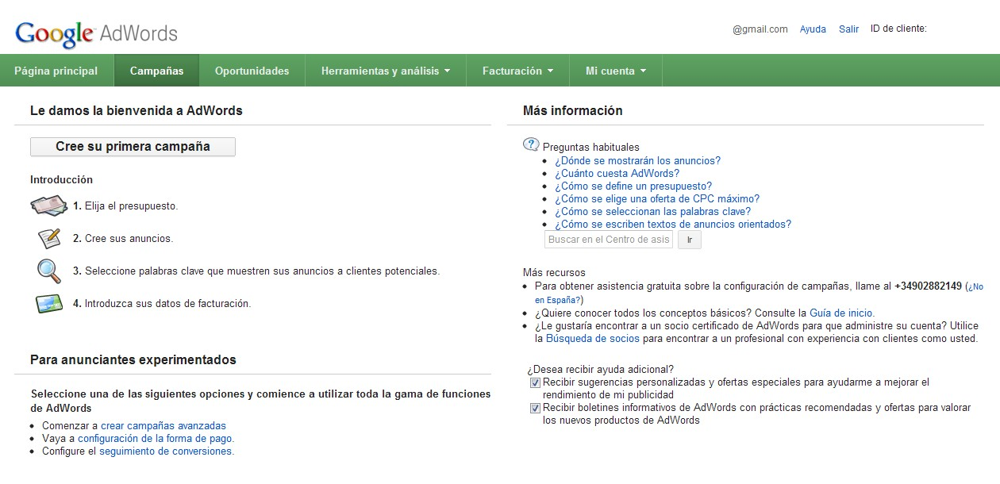 Google AdWords
@gmail.com Ayuda Salir ID de cliente:
Página principal Campañas Oportunidades Herramientas y análisis Facturación Mi cuenta
Le damos la bienvenida a AdWords
Cree su primera campaña
Introducción
1. Elija el presupuesto.
2. Cree sus anuncios.
3. Seleccione palabras clave que muestren sus anuncios a clientes potenciales.
4. Introduzca sus datos de facturación.
Para anunciantes experimentados
Seleccione una de las siguientes opciones y comience a utilizar toda la gama de funciones
de AdWords
Comenzar a crear campañas avanzadas
Vaya a configuración de la forma de pago.
Configure el seguimiento de conversiones.
Más información
Preguntas habituales
¿Dónde se mostrarán los anuncios?
¿Cuánto cuesta AdWords?
¿Cómo se define un presupuesto?
¿Cómo se elige una oferta de CPC máximo?
¿Cómo se seleccionan las palabras clave?
¿Cómo se escriben textos de anuncios orientados?
Buscar en el Centro de asis Ir
Más recursos
Para obtener asistencia gratuita sobre la configuración de campañas, llame al +34902882149 (¿No
en España?)
¿Quiere conocer todos los conceptos básicos? Consulte la Guía de inicio.
¿Le gustaría encontrar a un socio certificado de AdWords para que administre su cuenta? Utilice
la Búsqueda de socios para encontrar a un profesional con experiencia con clientes como usted.
¿Desea recibir ayuda adicional?
Recibir sugerencias personalizadas y ofertas especiales para ayudarme a mejorar el
rendimiento de mi publicidad
Recibir boletines informativos de AdWords con prácticas recomendadas y ofertas para valorar
los nuevos productos de AdWords